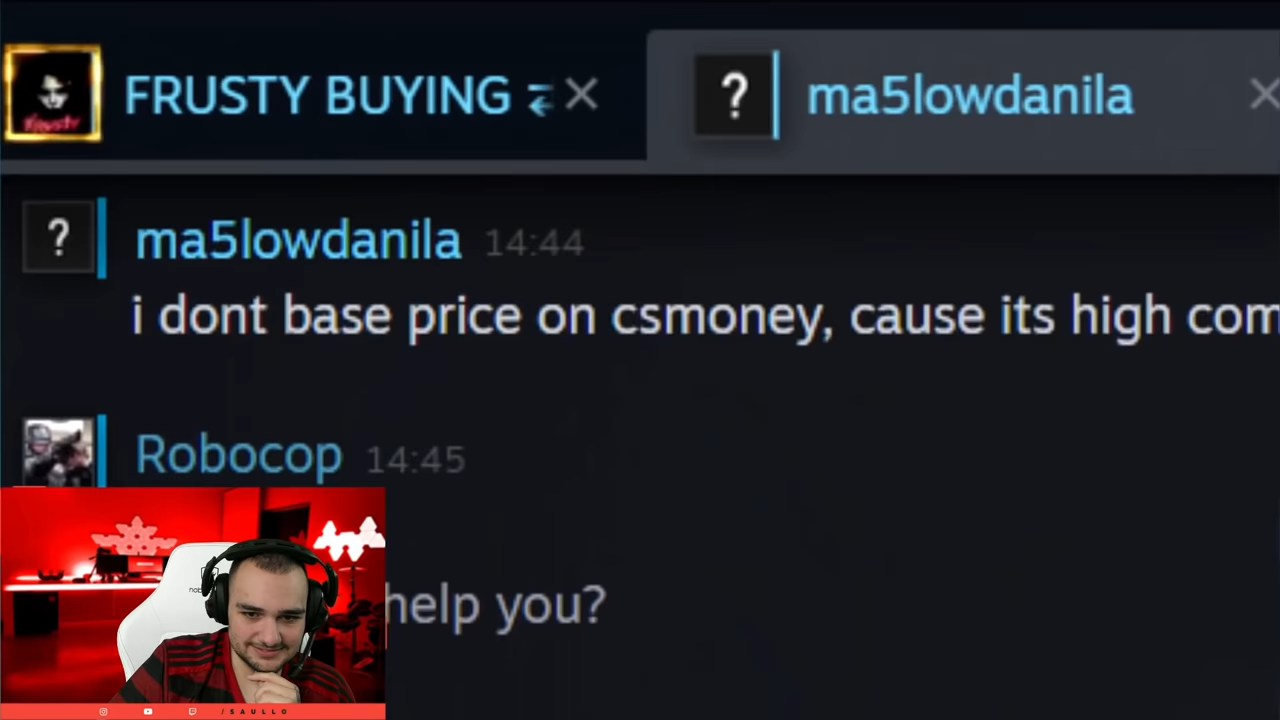 FRUSTY BUYING
ma5lowdanila
ma5lowdanila 14:44
i dont base price on csmoney, cause its high com
Robocop 14:45
help you?
/SAULLO